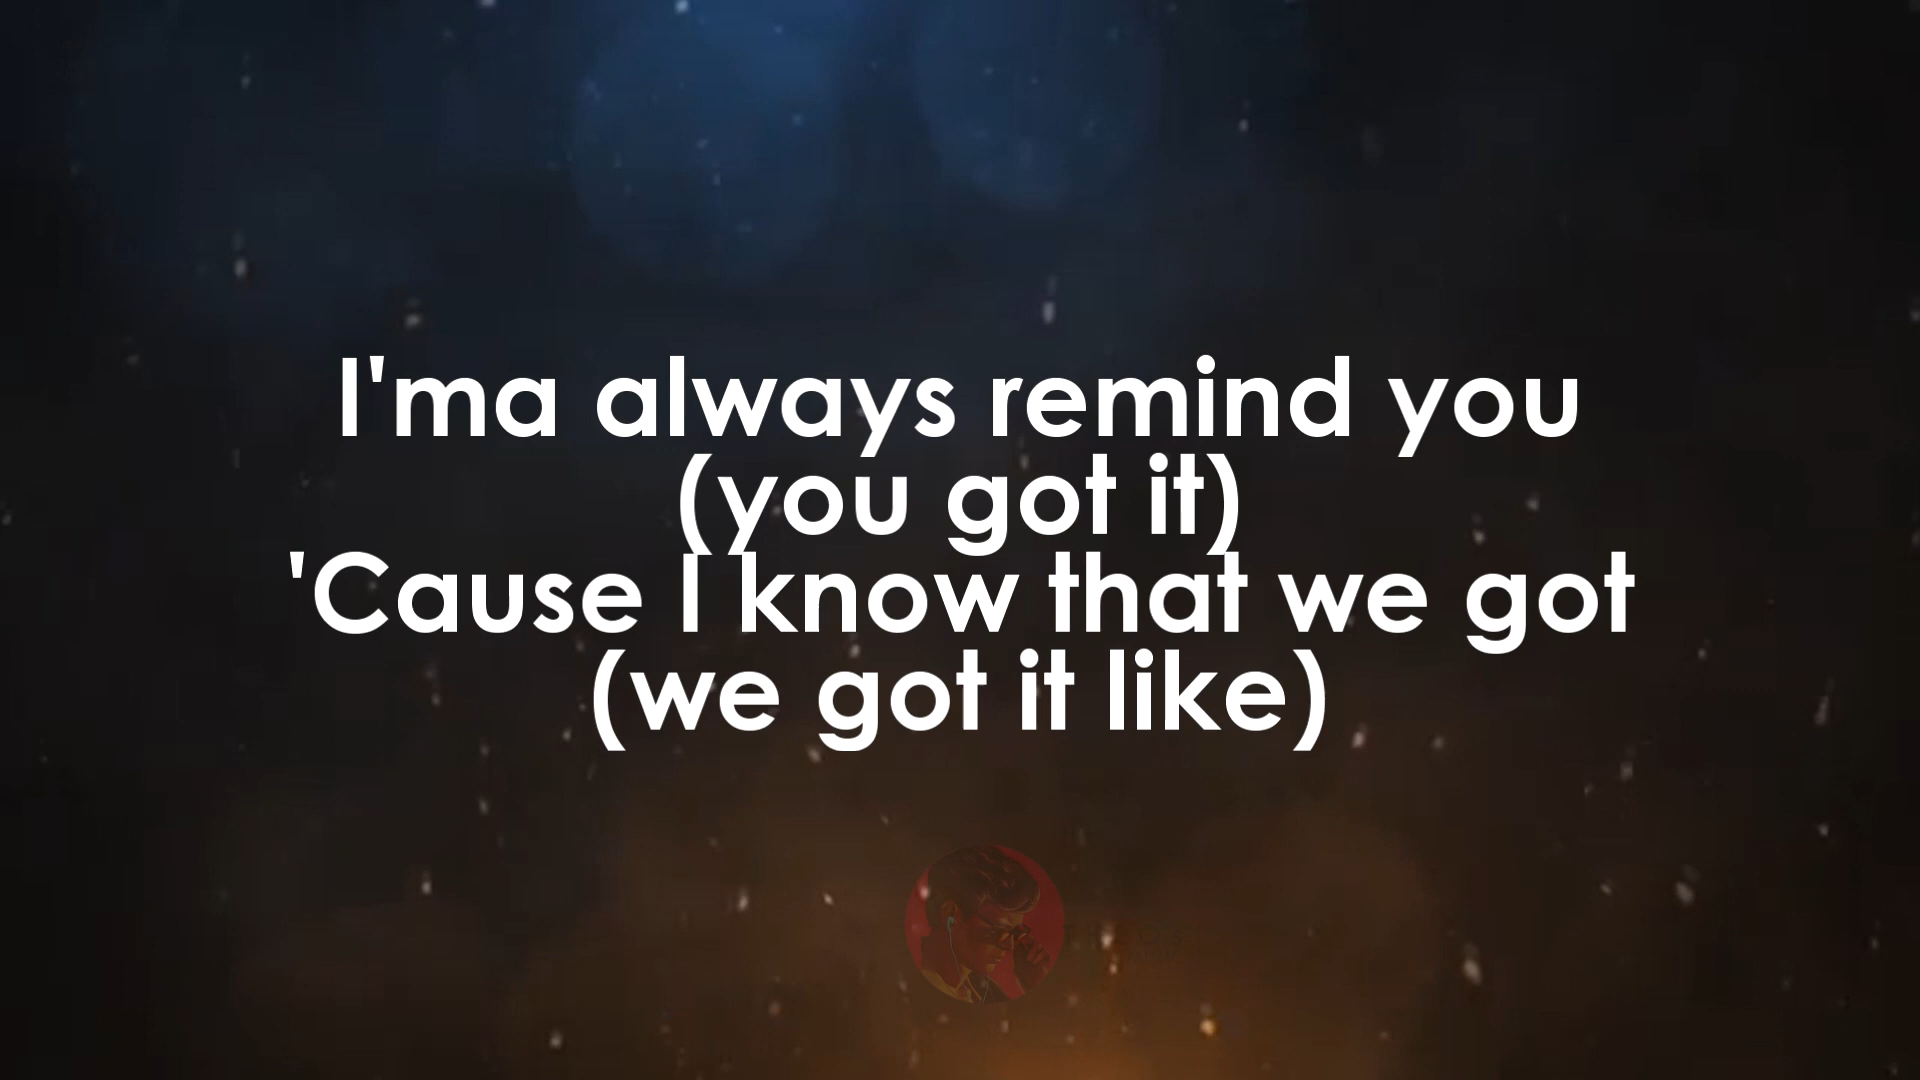 I'ma always remind you
(you got it)
'Cause I know that we got
(we got it like)